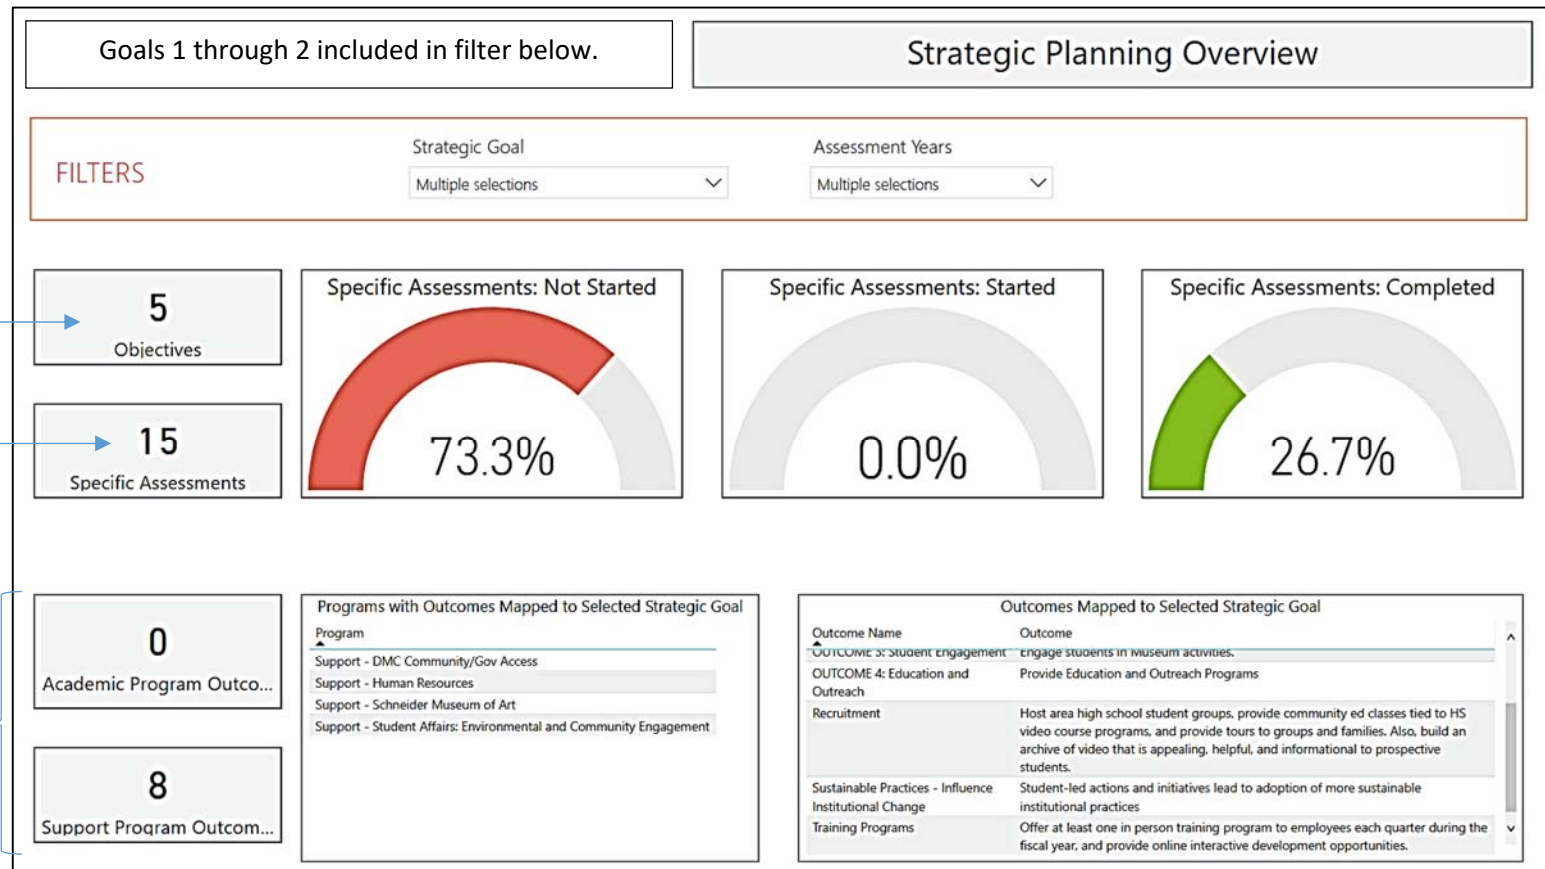 Goals 1 through 2 included in filter below.
Strategic Planning Overview
FILTERS
Strategic Goal
Multiple selections
Assessment Years
Multiple selections
5
Objectives
15
Specific Assessments
Specific Assessments: Not Started
73.3%
Specific Assessments: Started
0.0%
Specific Assessments: Completed
26.7%
0
Academic Program Outco...
8
Support Program Outcom...
Programs with Outcomes Mapped to Selected Strategic Goal
Program
Support - DMC Community/Gov Access
Support - Human Resources
Support - Schneider Museum of Art
Support - Student Affairs: Environmental and Community Engagement
Outcomes Mapped to Selected Strategic Goal
Outcome Name Outcome
OUTCOME 3: Student Engagement Engage students in Museum activities.
OUTCOME 4: Education and Provide Education and Outreach Programs
Outreach
Recruitment Host area high school student groups, provide community ed classes tied to HS
video course programs, and provide tours to groups and families. Also, build an
archive of video that is appealing, helpful, and informational to prospective
students.
Sustainable Practices - Influence Student-led actions and initiatives lead to adoption of more sustainable
Institutional Change institutional practices
Training Programs Offer at least one in person training program to employees each quarter during the
fiscal year, and provide online interactive development opportunities.